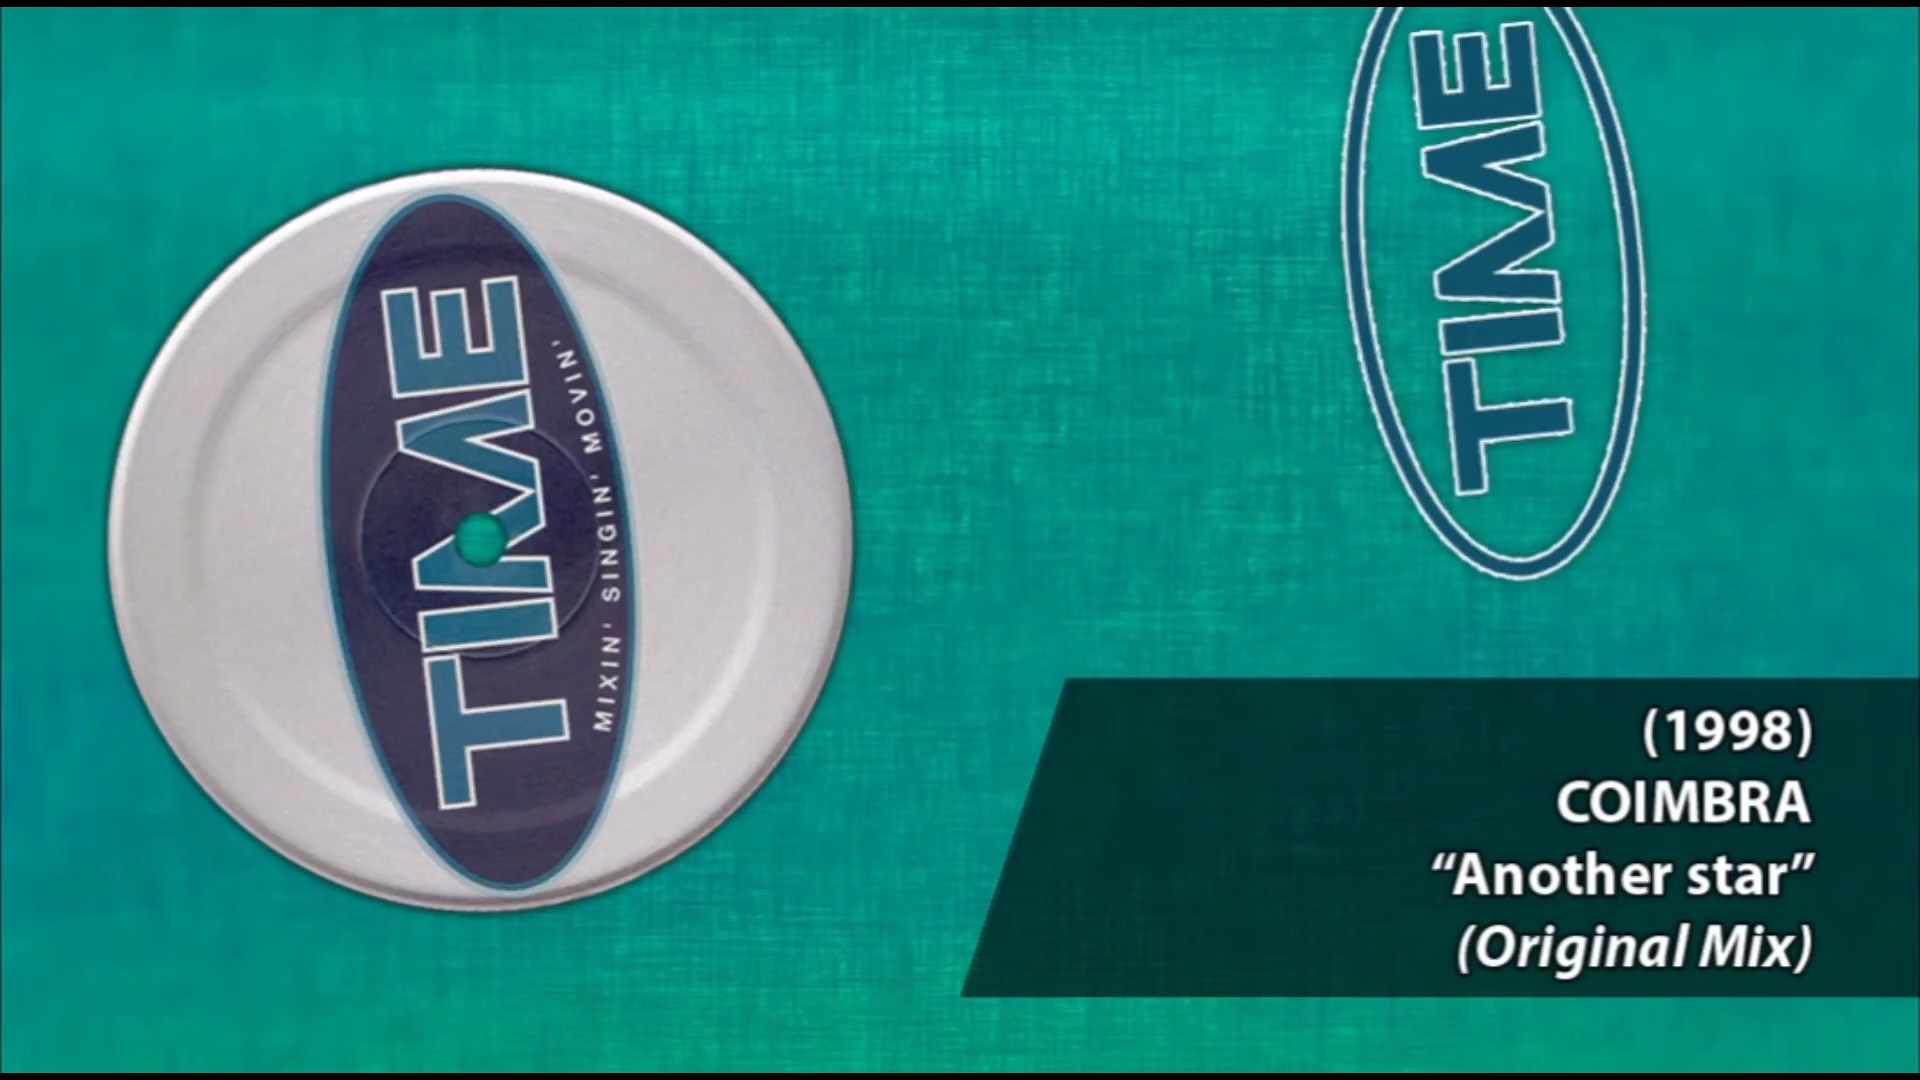 TIME
MIXIN' SINGIN' MOVIN'
TIME
(1998)
COIMBRA
“Another star”
(Original Mix)